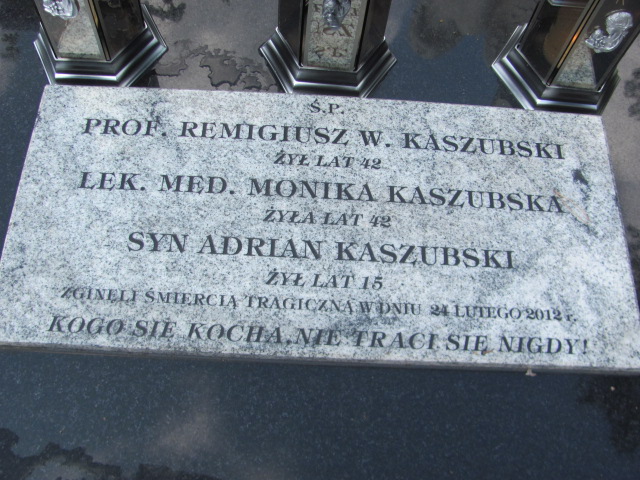 Ś.P.
PROF. REMIGIUSZ W. KASZUBSKI
ŻYŁ LAT 42
LEK. MED. MONIKA KASZUBSKA
ŻYŁA LAT 42
SYN ADRIAN KASZUBSKI
ŻYŁ LAT 15
ZGINĘLI ŚMIERCIĄ TRAGICZNĄ W DNIU 24 LUTEGO 2012 r.
KOGO SIĘ KOCHA, NIE TRACI SIĘ NIGDY!